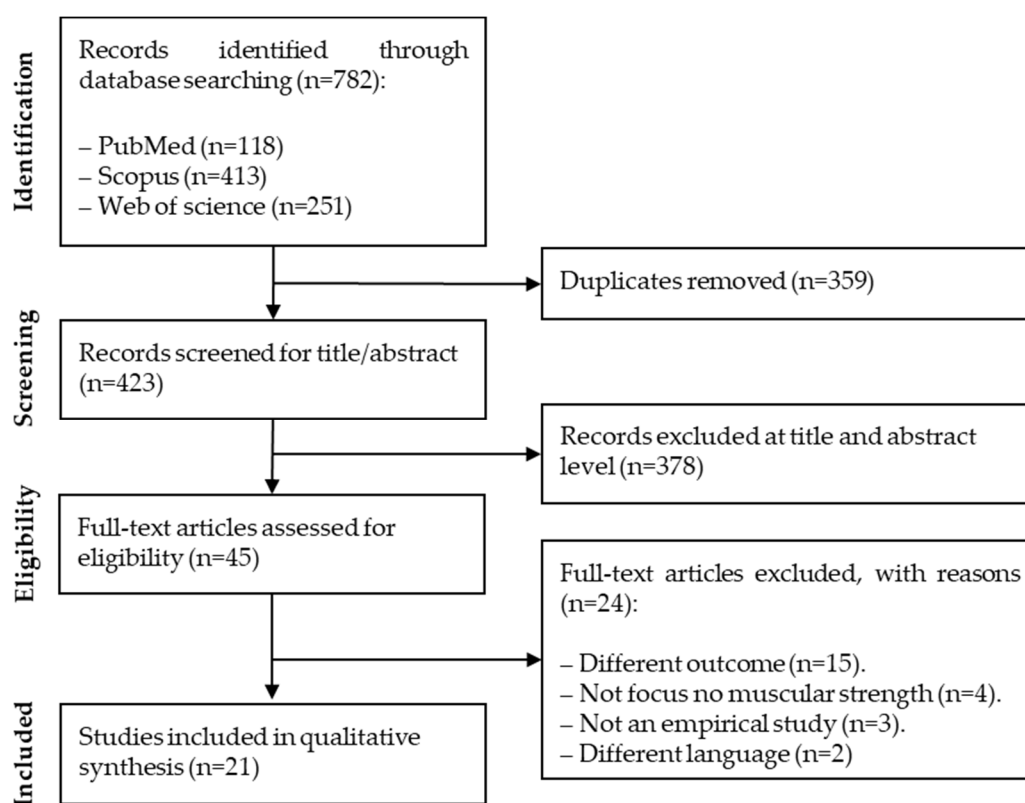 Identification
Records identified through
database searching (n=782):
– PubMed (n=118)
– Scopus (n=413)
– Web of science (n=251)
Duplicates removed (n=359)
Screening
Records screened for title/abstract
(n=423)
Records excluded at title and abstract
level (n=378)
Eligibility
Full-text articles assessed for
eligibility (n=45)
Full-text articles excluded, with reasons
(n=24):
– Different outcome (n=15).
– Not focus no muscular strength (n=4).
– Not an empirical study (n=3).
– Different language (n=2)
Included
Studies included in qualitative
synthesis (n=21)